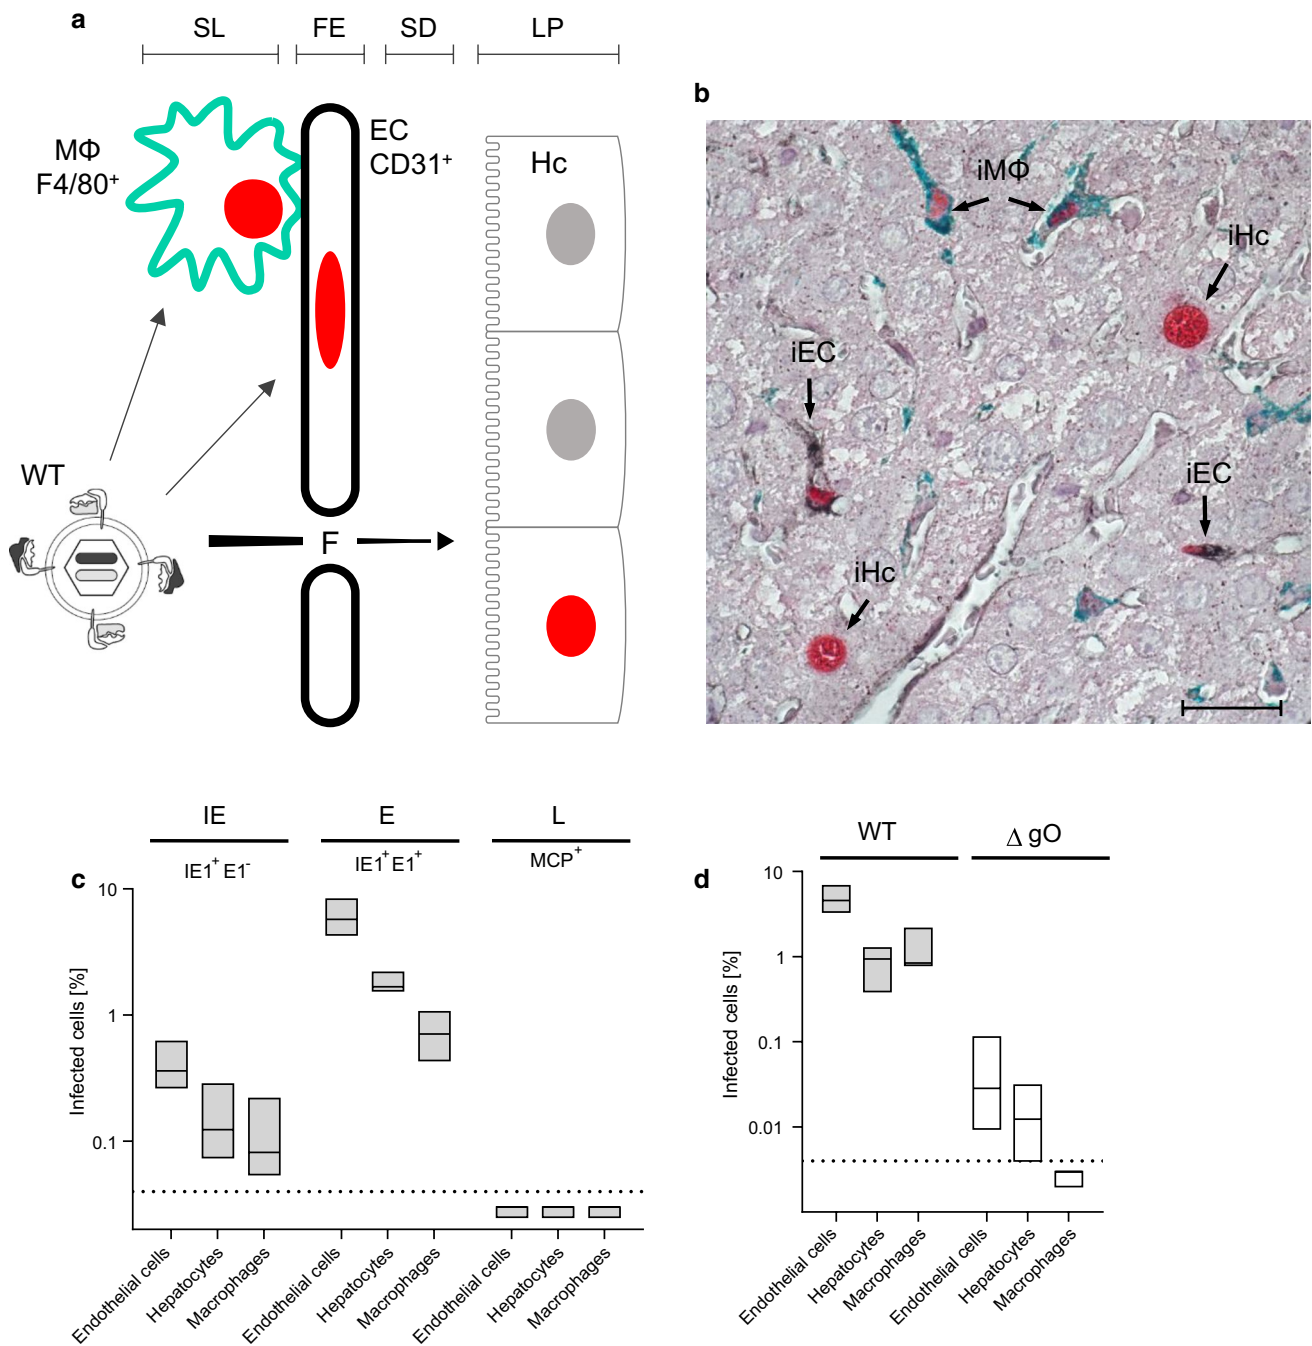 a
SL FE SD LP
MΦ
F4/80+
EC
CD31+
Hc
WT
F
b
iMΦ
iHc
iEC
iEC
iHc
IE E L
IE1+ E1- IE1+ E1+ MCP+
c
Infected cells [%]
10
1
0.1
Endothelial cells
Hepatocytes
Macrophages
Endothelial cells
Hepatocytes
Macrophages
Endothelial cells
Hepatocytes
Macrophages
WT Δ gO
d
Infected cells [%]
10
1
0.1
0.01
Endothelial cells
Hepatocytes
Macrophages
Endothelial cells
Hepatocytes
Macrophages